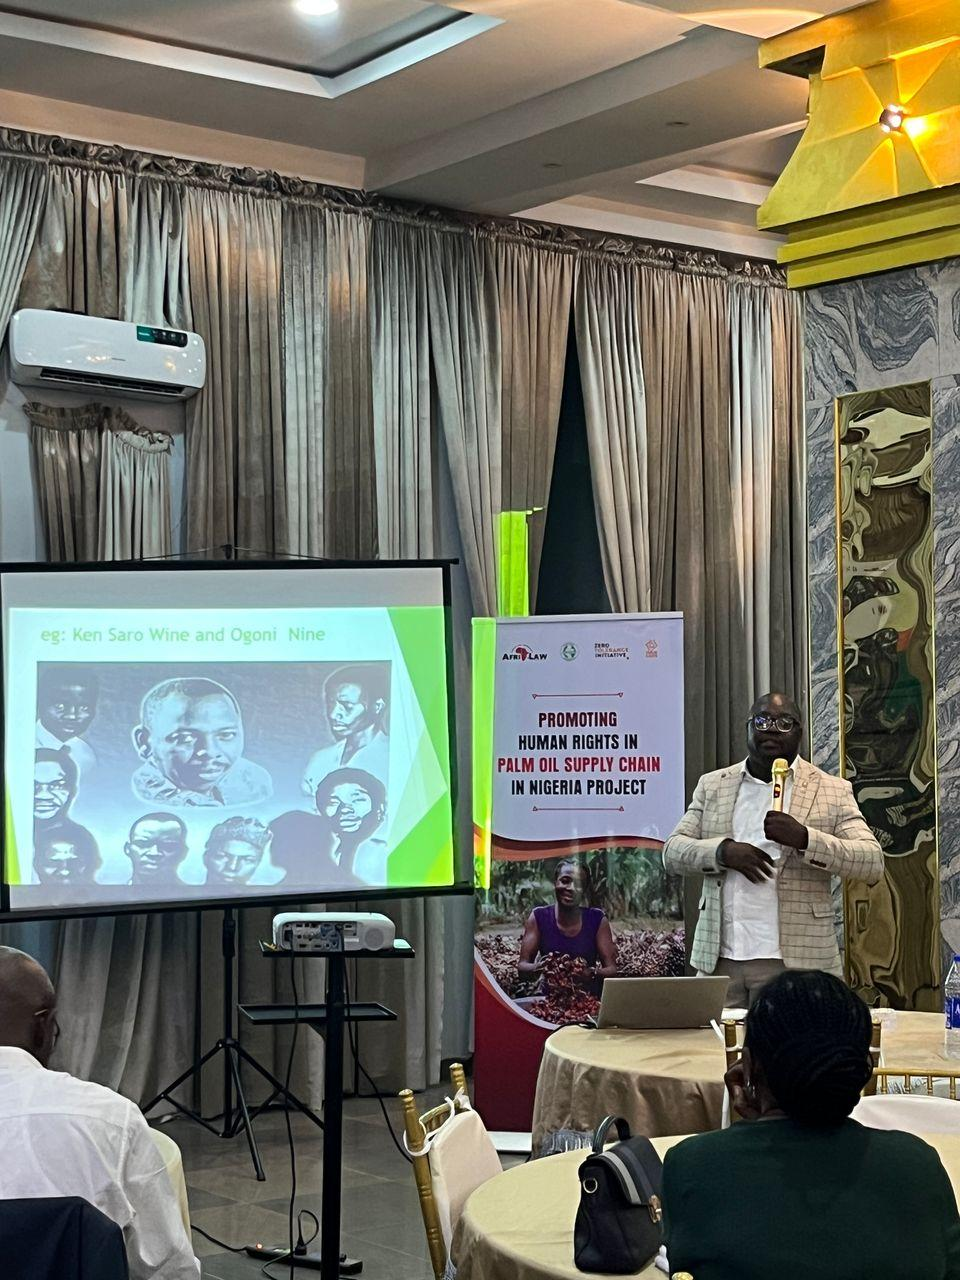 eg: Ken Saro Wine and Ogoni Nine
AFRILAW
ZERO
TOLERANCE
INITIATIVE
PROMOTING
HUMAN RIGHTS IN
PALM OIL SUPPLY CHAIN
IN NIGERIA PROJECT